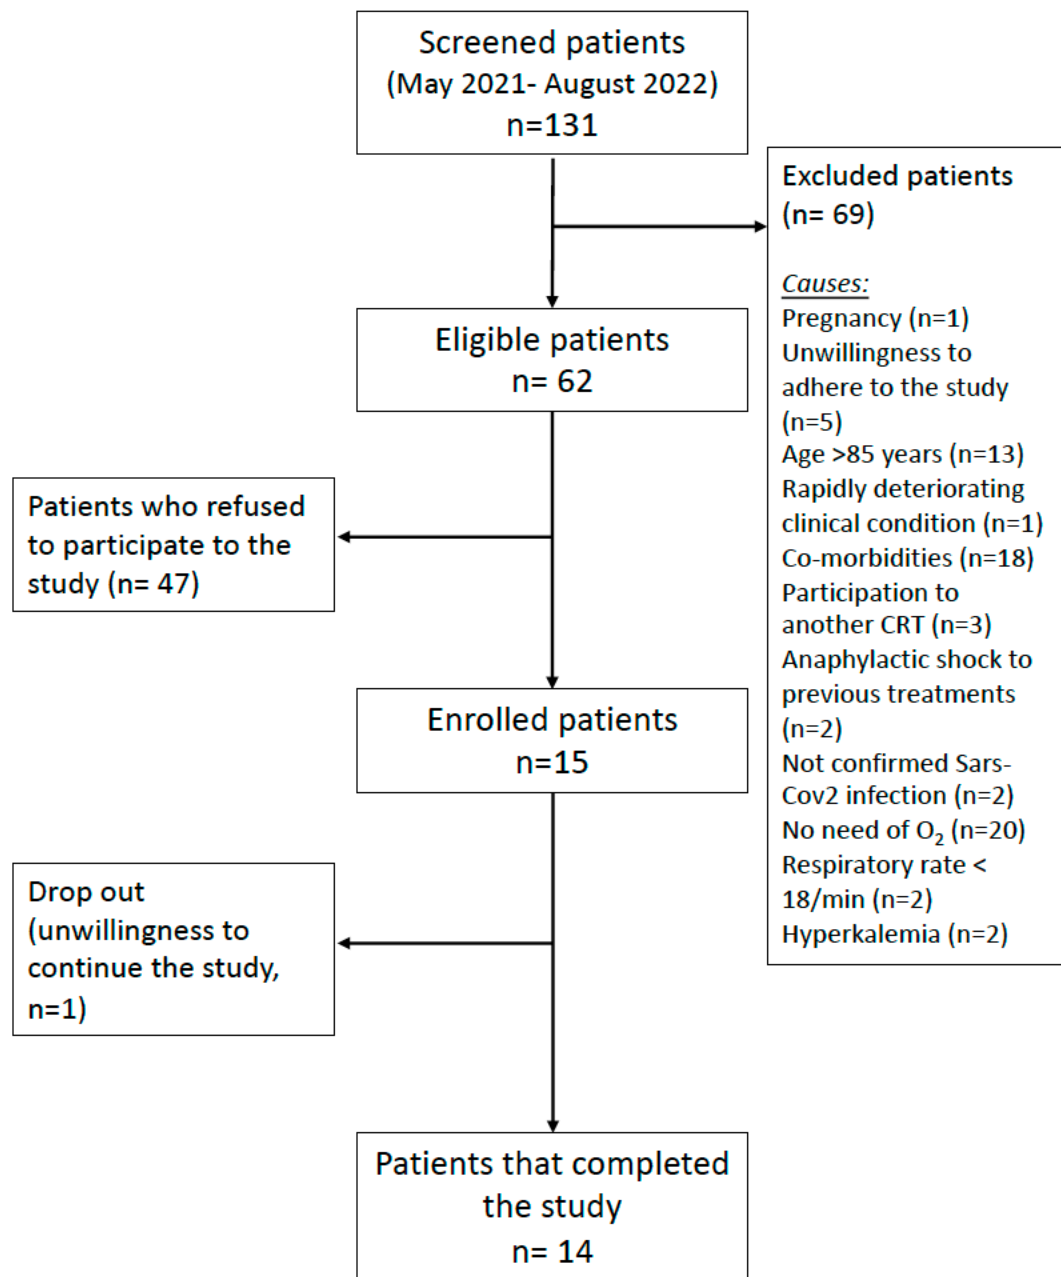 Screened patients
(May 2021- August 2022)
n=131
Excluded patients
(n= 69)
Causes:
Pregnancy (n=1)
Unwillingness to
adhere to the study
(n=5)
Age >85 years (n=13)
Rapidly deteriorating
clinical condition (n=1)
Co-morbidities (n=18)
Participation to
another CRT (n=3)
Anaphylactic shock to
previous treatments
(n=2)
Not confirmed Sars-
Cov2 infection (n=2)
No need of O₂ (n=20)
Respiratory rate <
18/min (n=2)
Hyperkalemia (n=2)
Eligible patients
n= 62
Patients who refused
to participate to the
study (n= 47)
Enrolled patients
n=15
Drop out
(unwillingness to
continue the study,
n=1)
Patients that completed
the study
n= 14